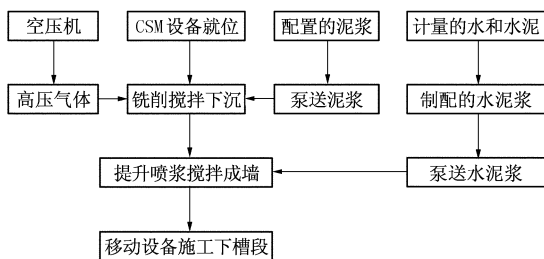 空压机
CSM设备就位
配置的泥浆
计量的水和水泥
高压气体
铣削搅拌下沉
泵送泥浆
制配的水泥浆
提升喷浆搅拌成墙
泵送水泥浆
移动设备施工下槽段